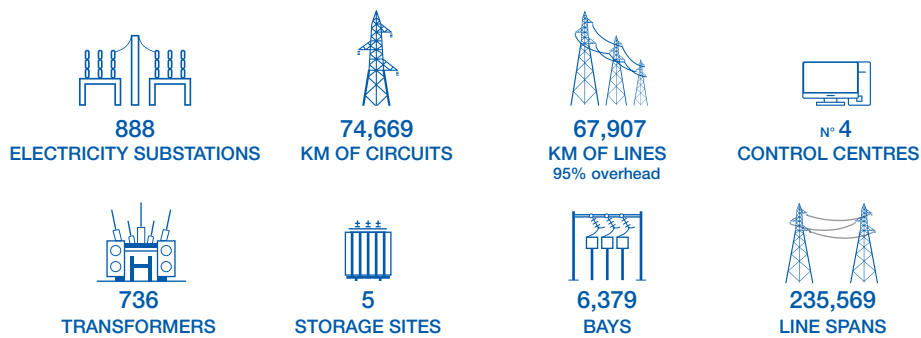 888
ELECTRICITY SUBSTATIONS
74,669
KM OF CIRCUITS
67,907
KM OF LINES
95% overhead
N° 4
CONTROL CENTRES
736
TRANSFORMERS
5
STORAGE SITES
6,379
BAYS
235,569
LINE SPANS